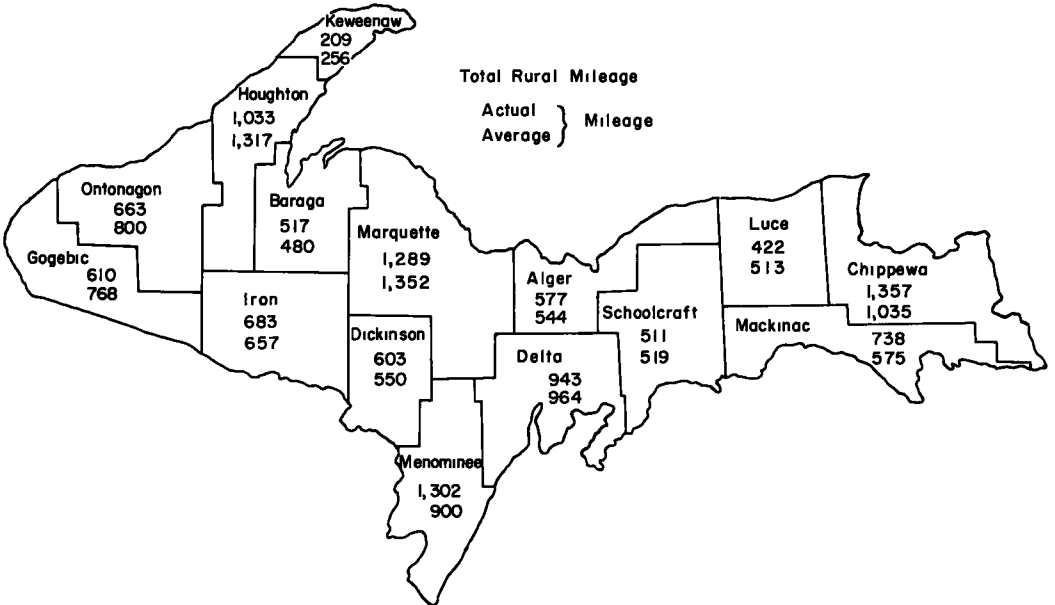 Keweenaw
209
256
Total Rural Mileage
Actual
Average } Mileage
Houghton
1,033
1,317
Ontonagon
663
800
Baraga
517
480
Gogebic
610
768
Marquette
1,289
1,352
Iron
683
657
Dickinson
603
550
Alger
577
544
Luce
422
513
Chippewa
1,357
1,035
Schoolcraft
511
519
Mackinac
738
575
Delta
943
964
Menominee
1,302
900